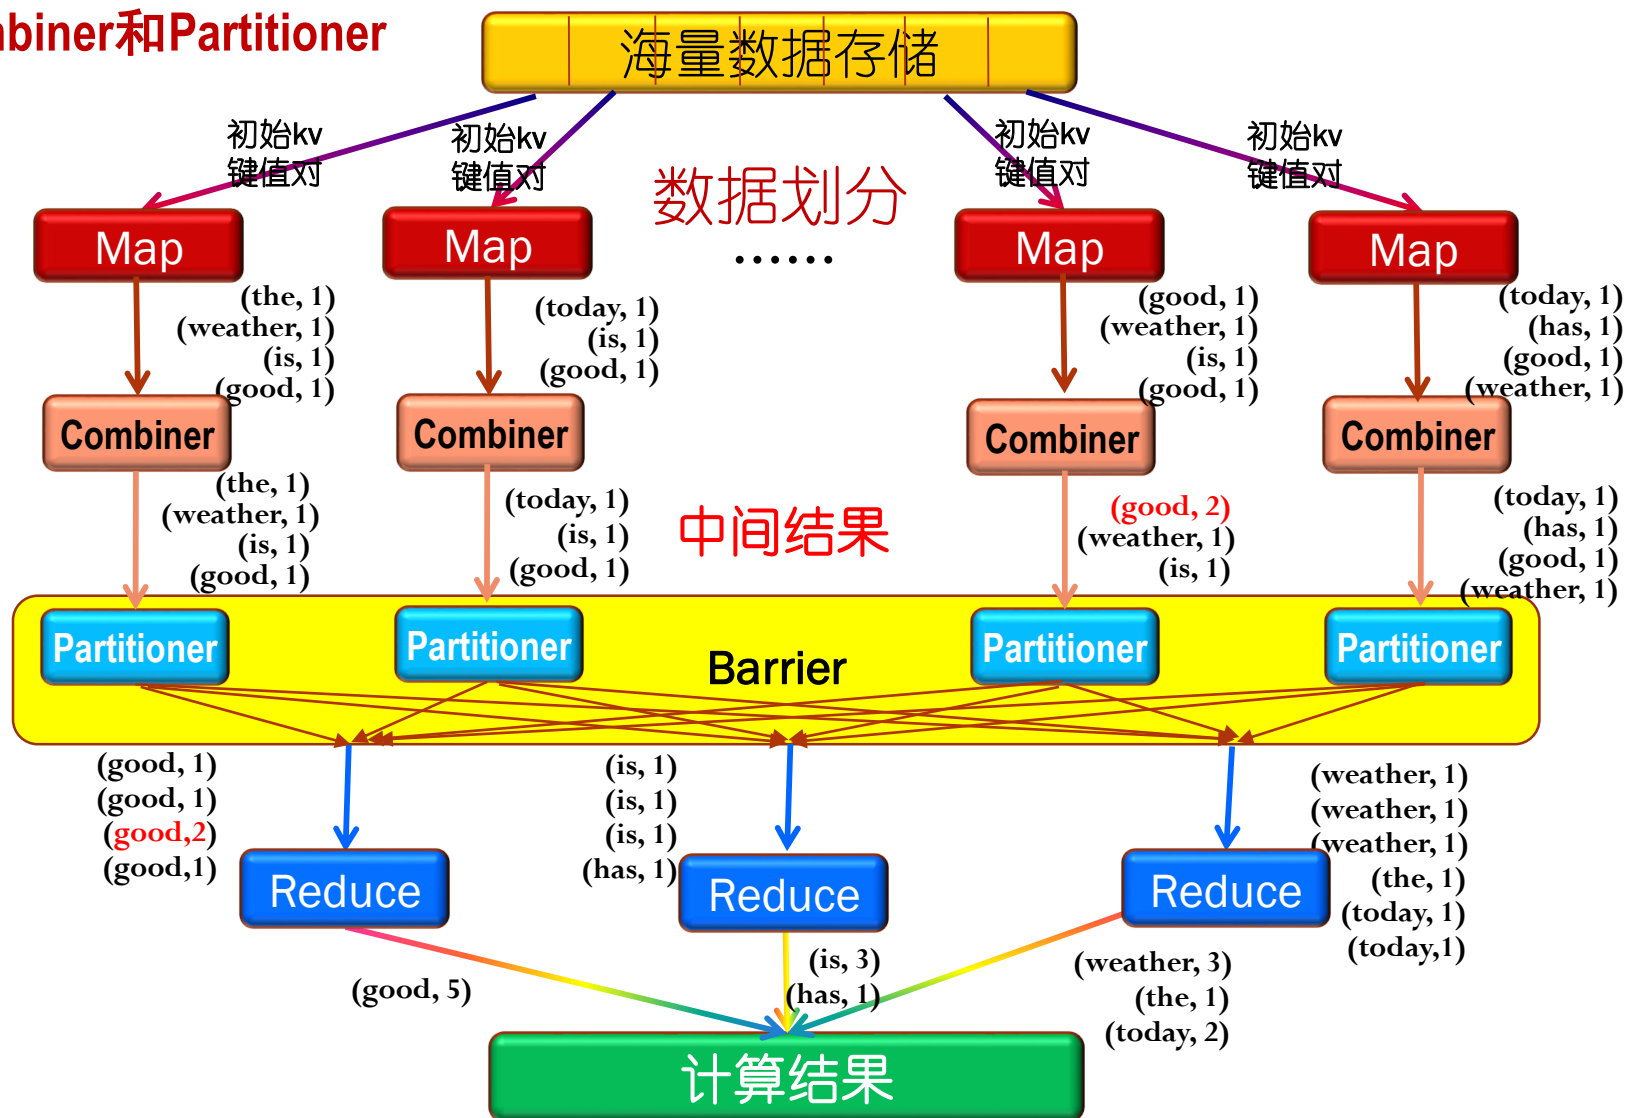 mbiner和Partitioner
海量数据存储
初始kv
键值对
初始kv
键值对
初始kv
键值对
初始kv
键值对
数据划分
......
Map
Map
Map
Map
(the, 1)
(weather, 1)
(is, 1)
(good, 1)
(today, 1)
(is, 1)
(good, 1)
(good, 1)
(weather, 1)
(is, 1)
(good, 1)
(today, 1)
(has, 1)
(good, 1)
(weather, 1)
Combiner
Combiner
Combiner
Combiner
(the, 1)
(weather, 1)
(is, 1)
(good, 1)
(today, 1)
(is, 1)
(good, 1)
中间结果
(good, 2)
(weather, 1)
(is, 1)
(today, 1)
(has, 1)
(good, 1)
(weather, 1)
Partitioner
Partitioner
Barrier
Partitioner
Partitioner
(good, 1)
(good, 1)
(good,2)
(good,1)
(is, 1)
(is, 1)
(is, 1)
(has, 1)
(weather, 1)
(weather, 1)
(weather, 1)
(the, 1)
(today, 1)
(today,1)
Reduce
Reduce
Reduce
(good, 5)
(is, 3)
(has, 1)
(weather, 3)
(the, 1)
(today, 2)
计算结果